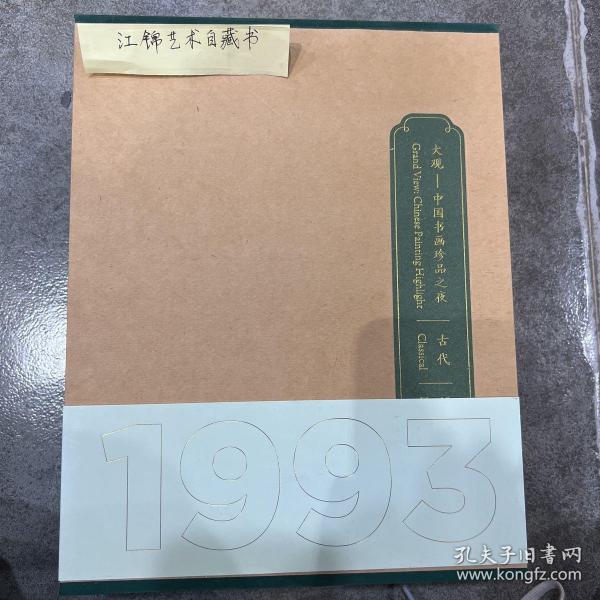 江锦艺术自藏书
大观—中国书画珍品之夜
Grand View: Chinese Painting Highlight
古代
Classical
1993
孔夫子旧書网
www.kongfz.com